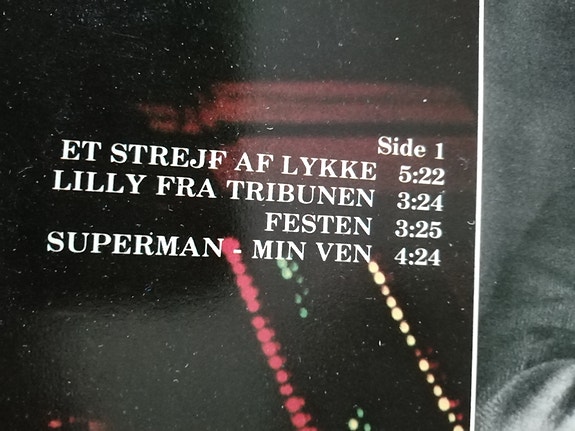 Side 1
ET STREJF AF LYKKE 5:22
LILLY FRA TRIBUNEN 3:24
FESTEN 3:25
SUPERMAN - MIN VEN 4:24